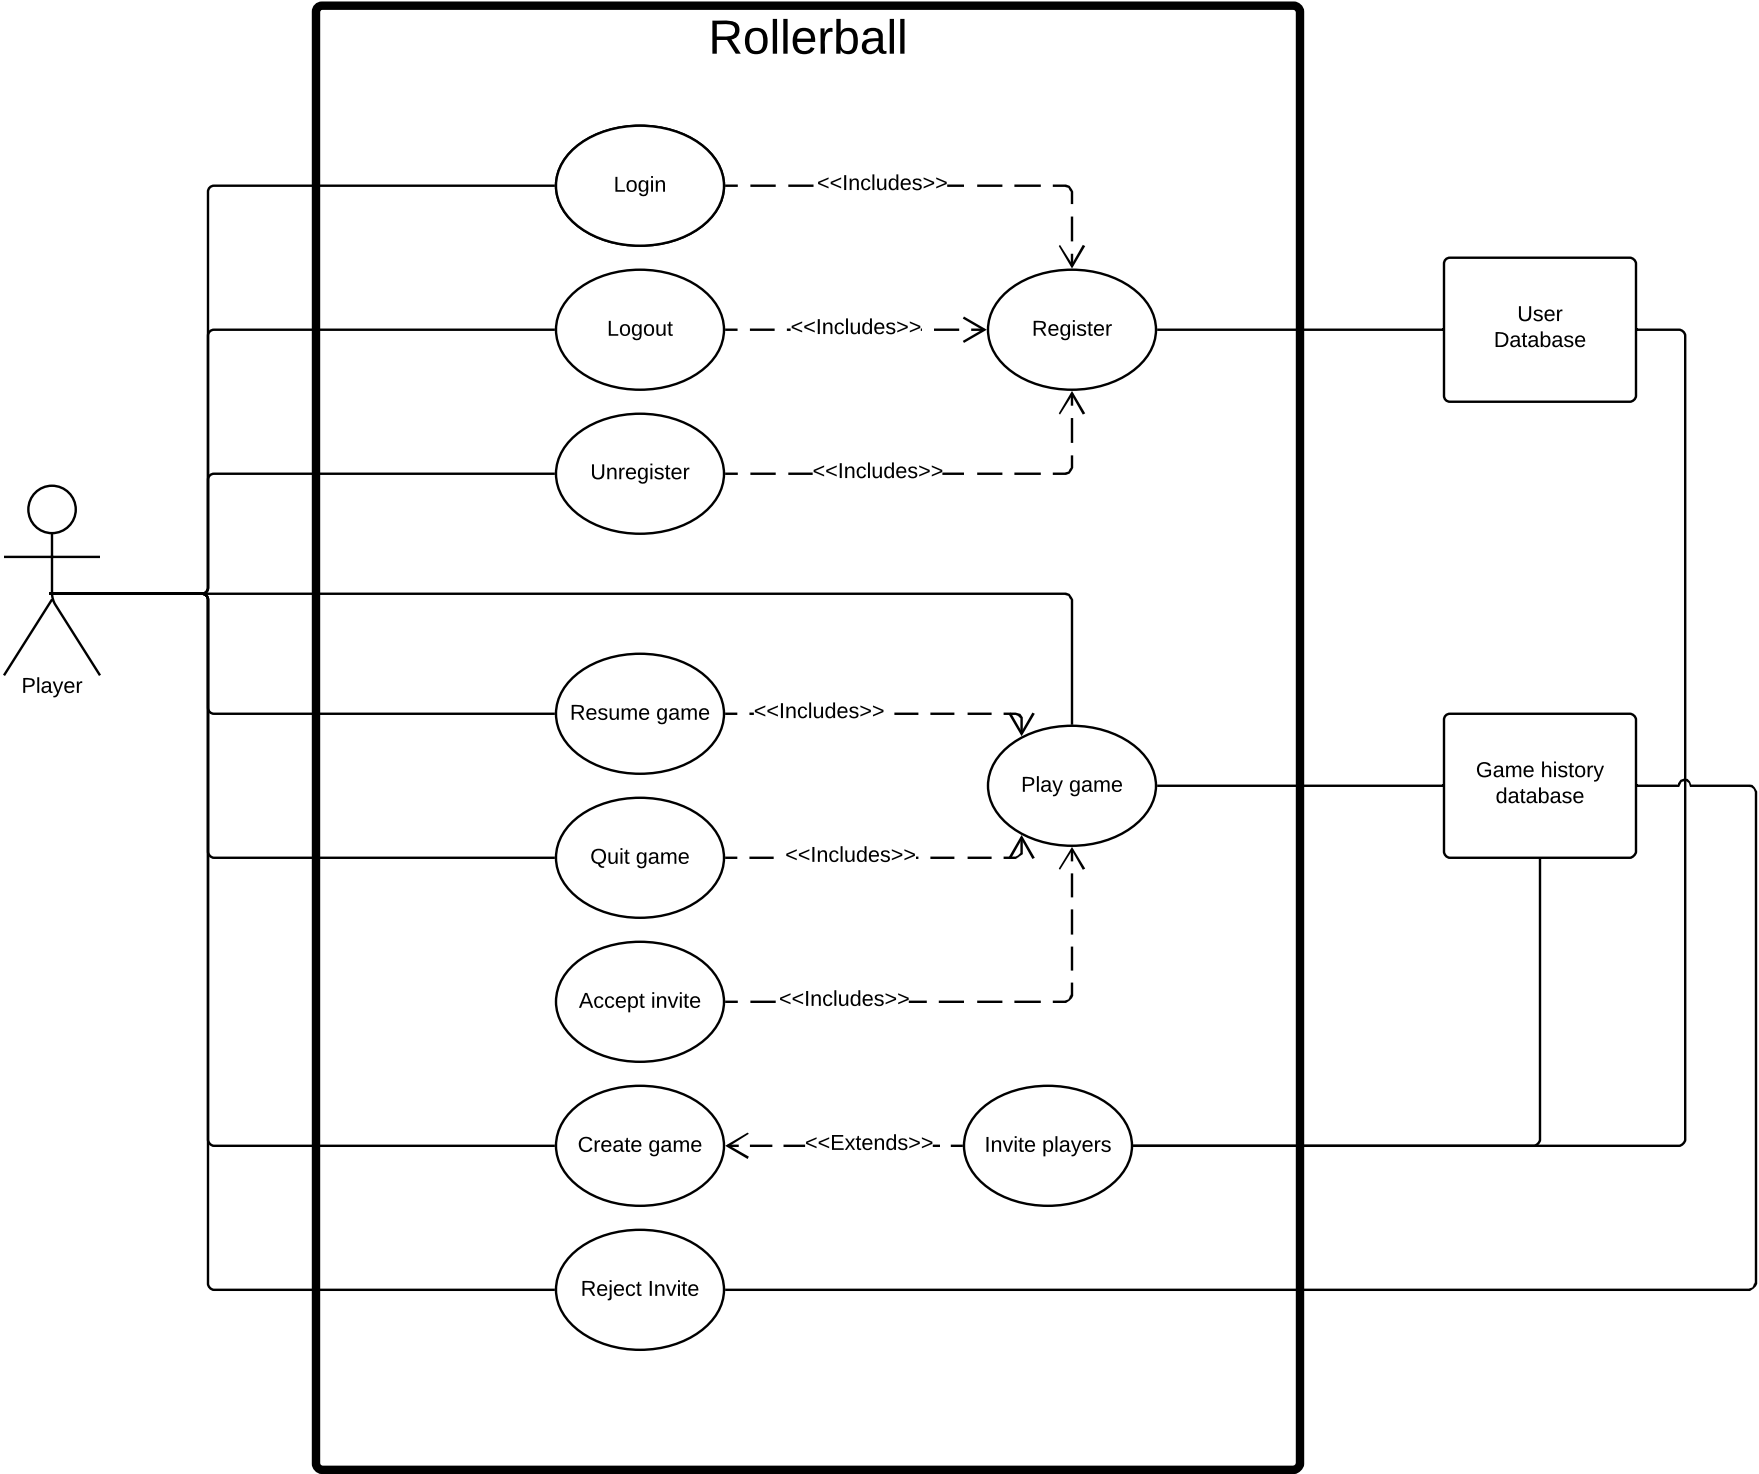 Rollerball
Login
<<Includes>>
Logout
<<Includes>>
Register
User
Database
Unregister
<<Includes>>
Player
Resume game
<<Includes>>
Play game
Game history
database
Quit game
<<Includes>>
Accept invite
<<Includes>>
Create game
<<Extends>>
Invite players
Reject Invite